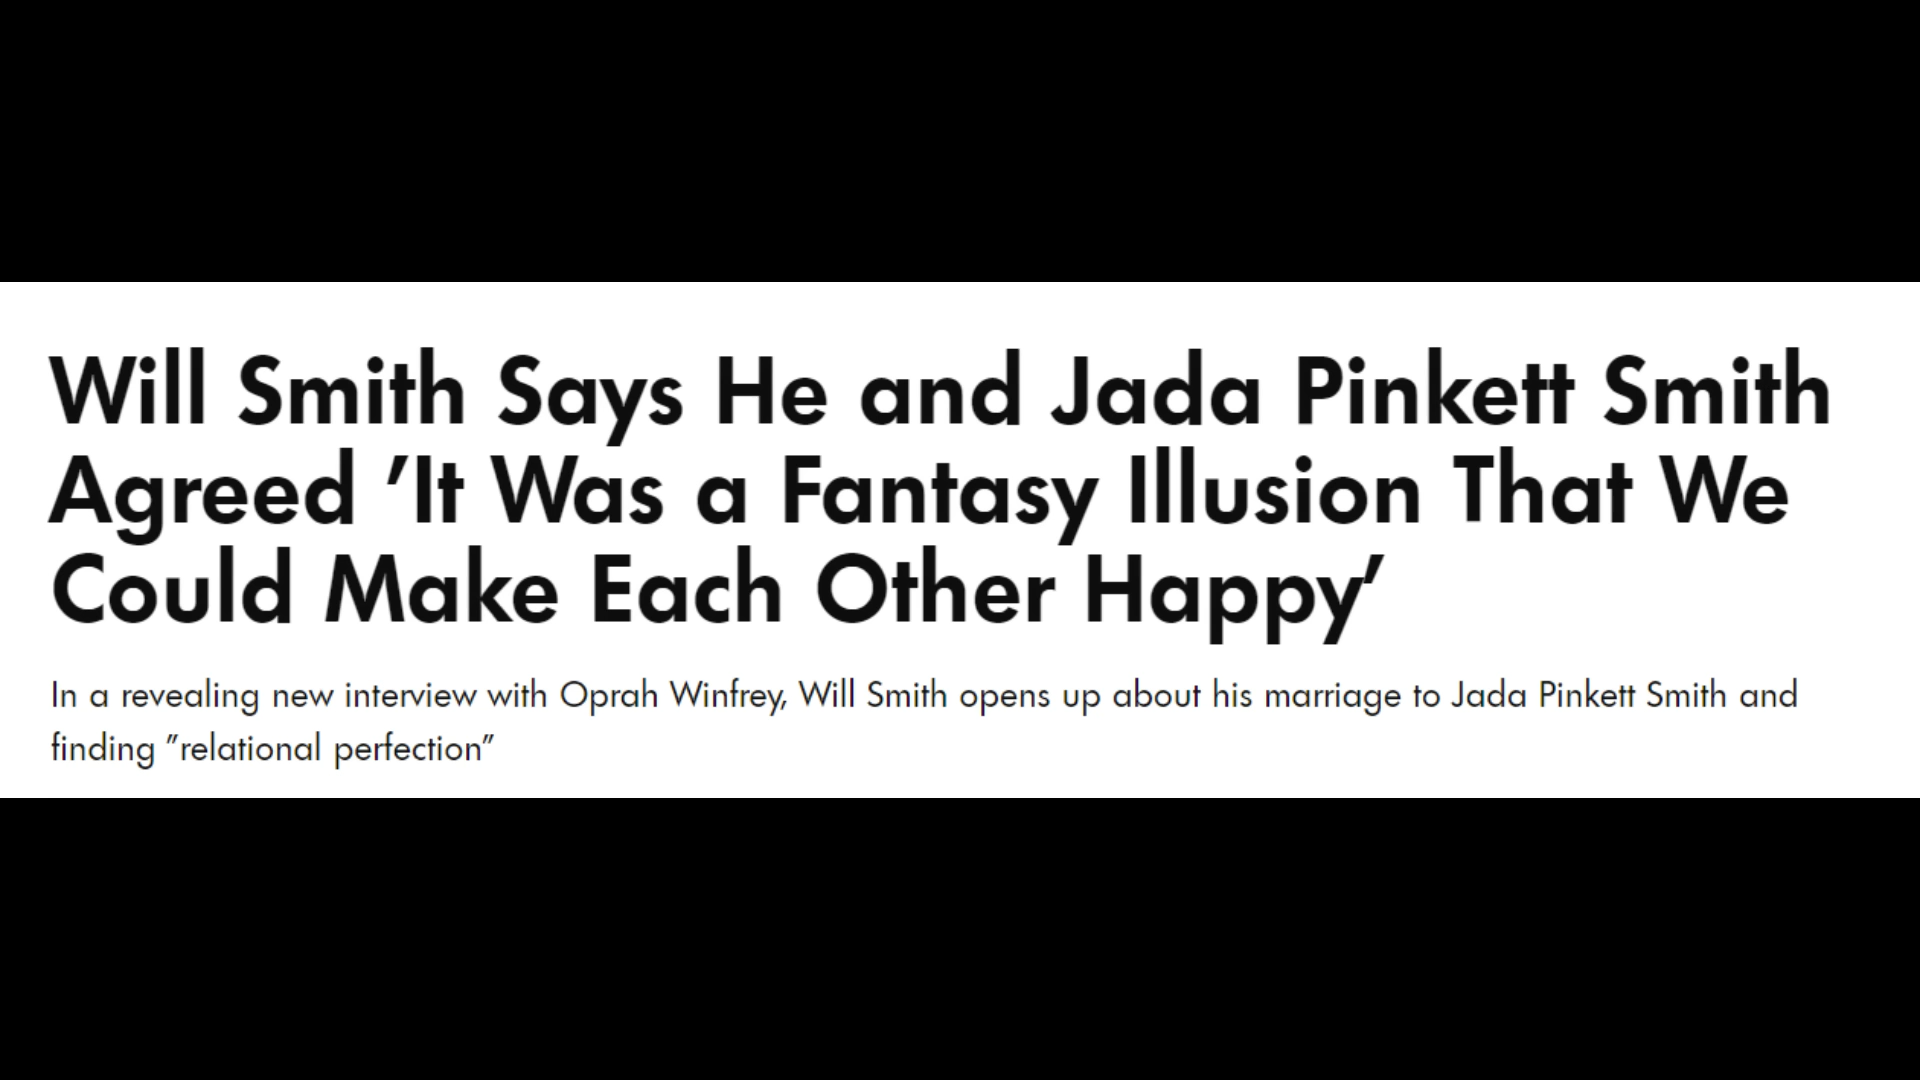 Will Smith Says He and Jada Pinkett Smith
Agreed 'It Was a Fantasy Illusion That We
Could Make Each Other Happy'
In a revealing new interview with Oprah Winfrey, Will Smith opens up about his marriage to Jada Pinkett Smith and
finding "relational perfection"